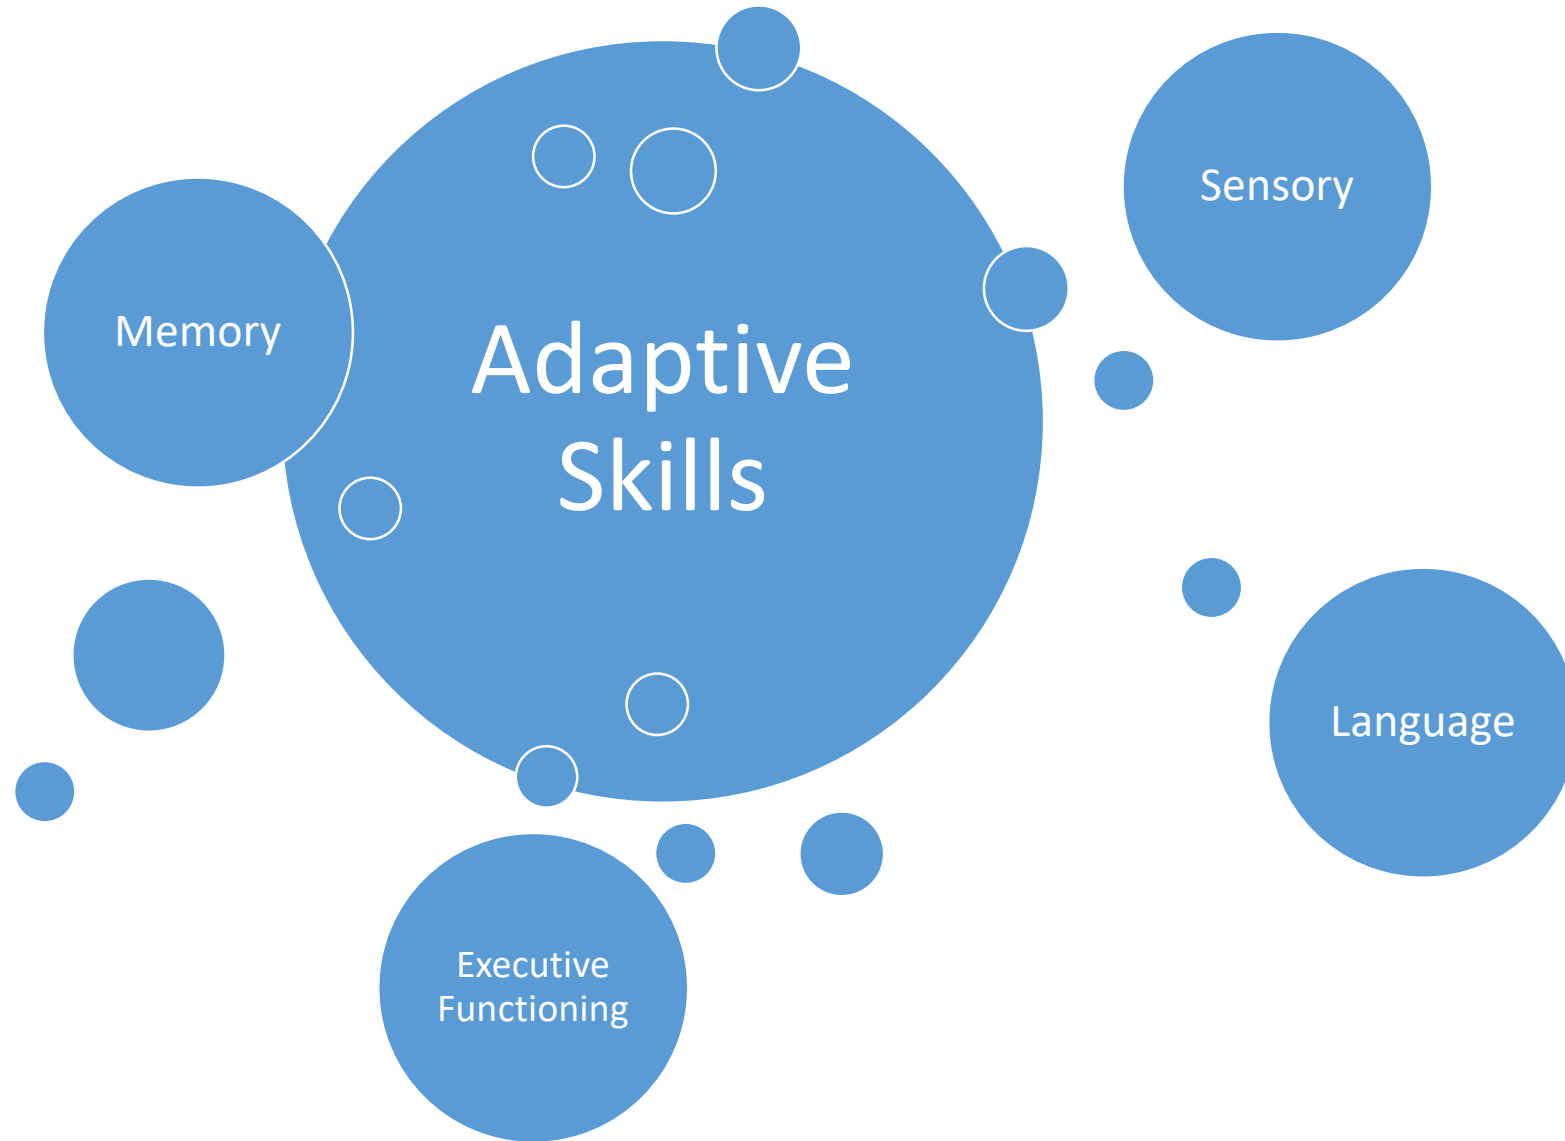 Sensory
Memory
Adaptive
Skills
Language
Executive
Functioning